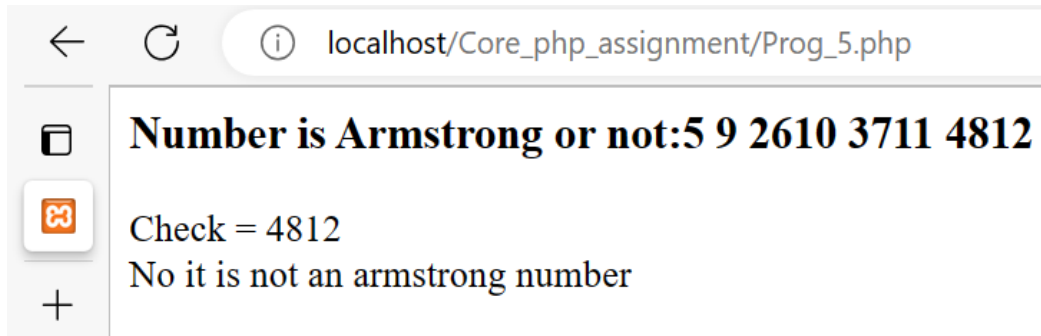 localhost/Core_php_assignment/Prog_5.php
Number is Armstrong or not:5 9 2610 3711 4812
Check = 4812
No it is not an armstrong number